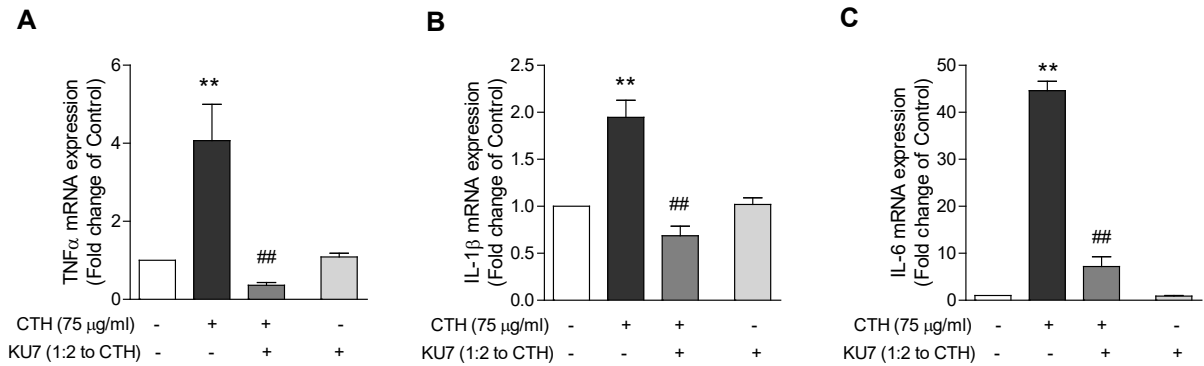 A
TNFα mRNA expression
(Fold change of Control)
6
4
2
0
**
##
CTH (75 μg/ml) - + + -
KU7 (1:2 to CTH) - - + +
B
IL-1β mRNA expression
(Fold change of Control)
2.5
2.0
1.5
1.0
0.5
0.0
**
##
CTH (75 μg/ml) - + + -
KU7 (1:2 to CTH) - - + +
C
IL-6 mRNA expression
(Fold change of Control)
50
40
30
20
10
0
**
##
CTH (75 μg/ml) - + + -
KU7 (1:2 to CTH) - - + +